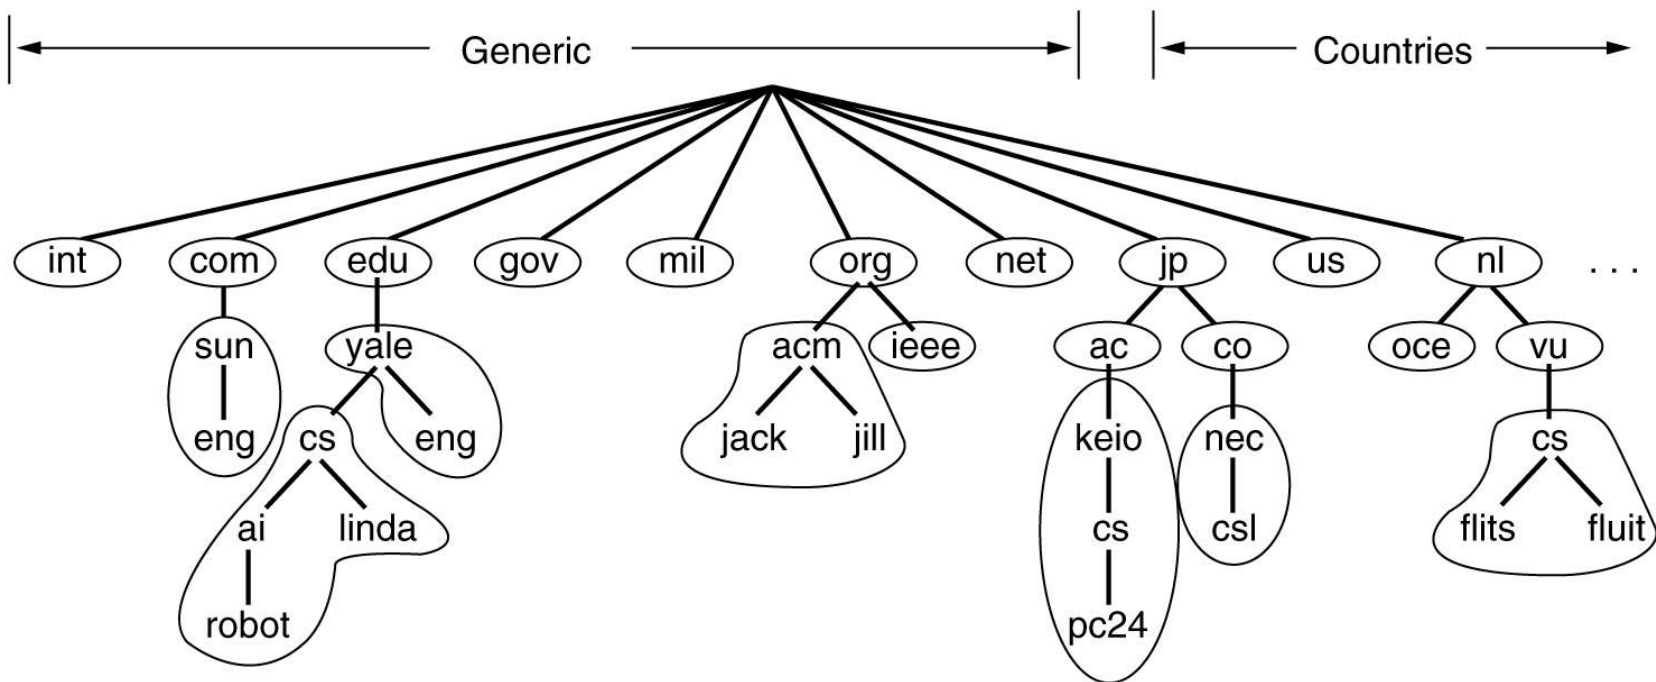 Generic Countries
int com edu gov mil org net jp us nl . . .
sun yale acm ieee ac co oce vu
eng cs eng jack jill keio nec cs
ai linda cs csl flits fluit
robot pc24